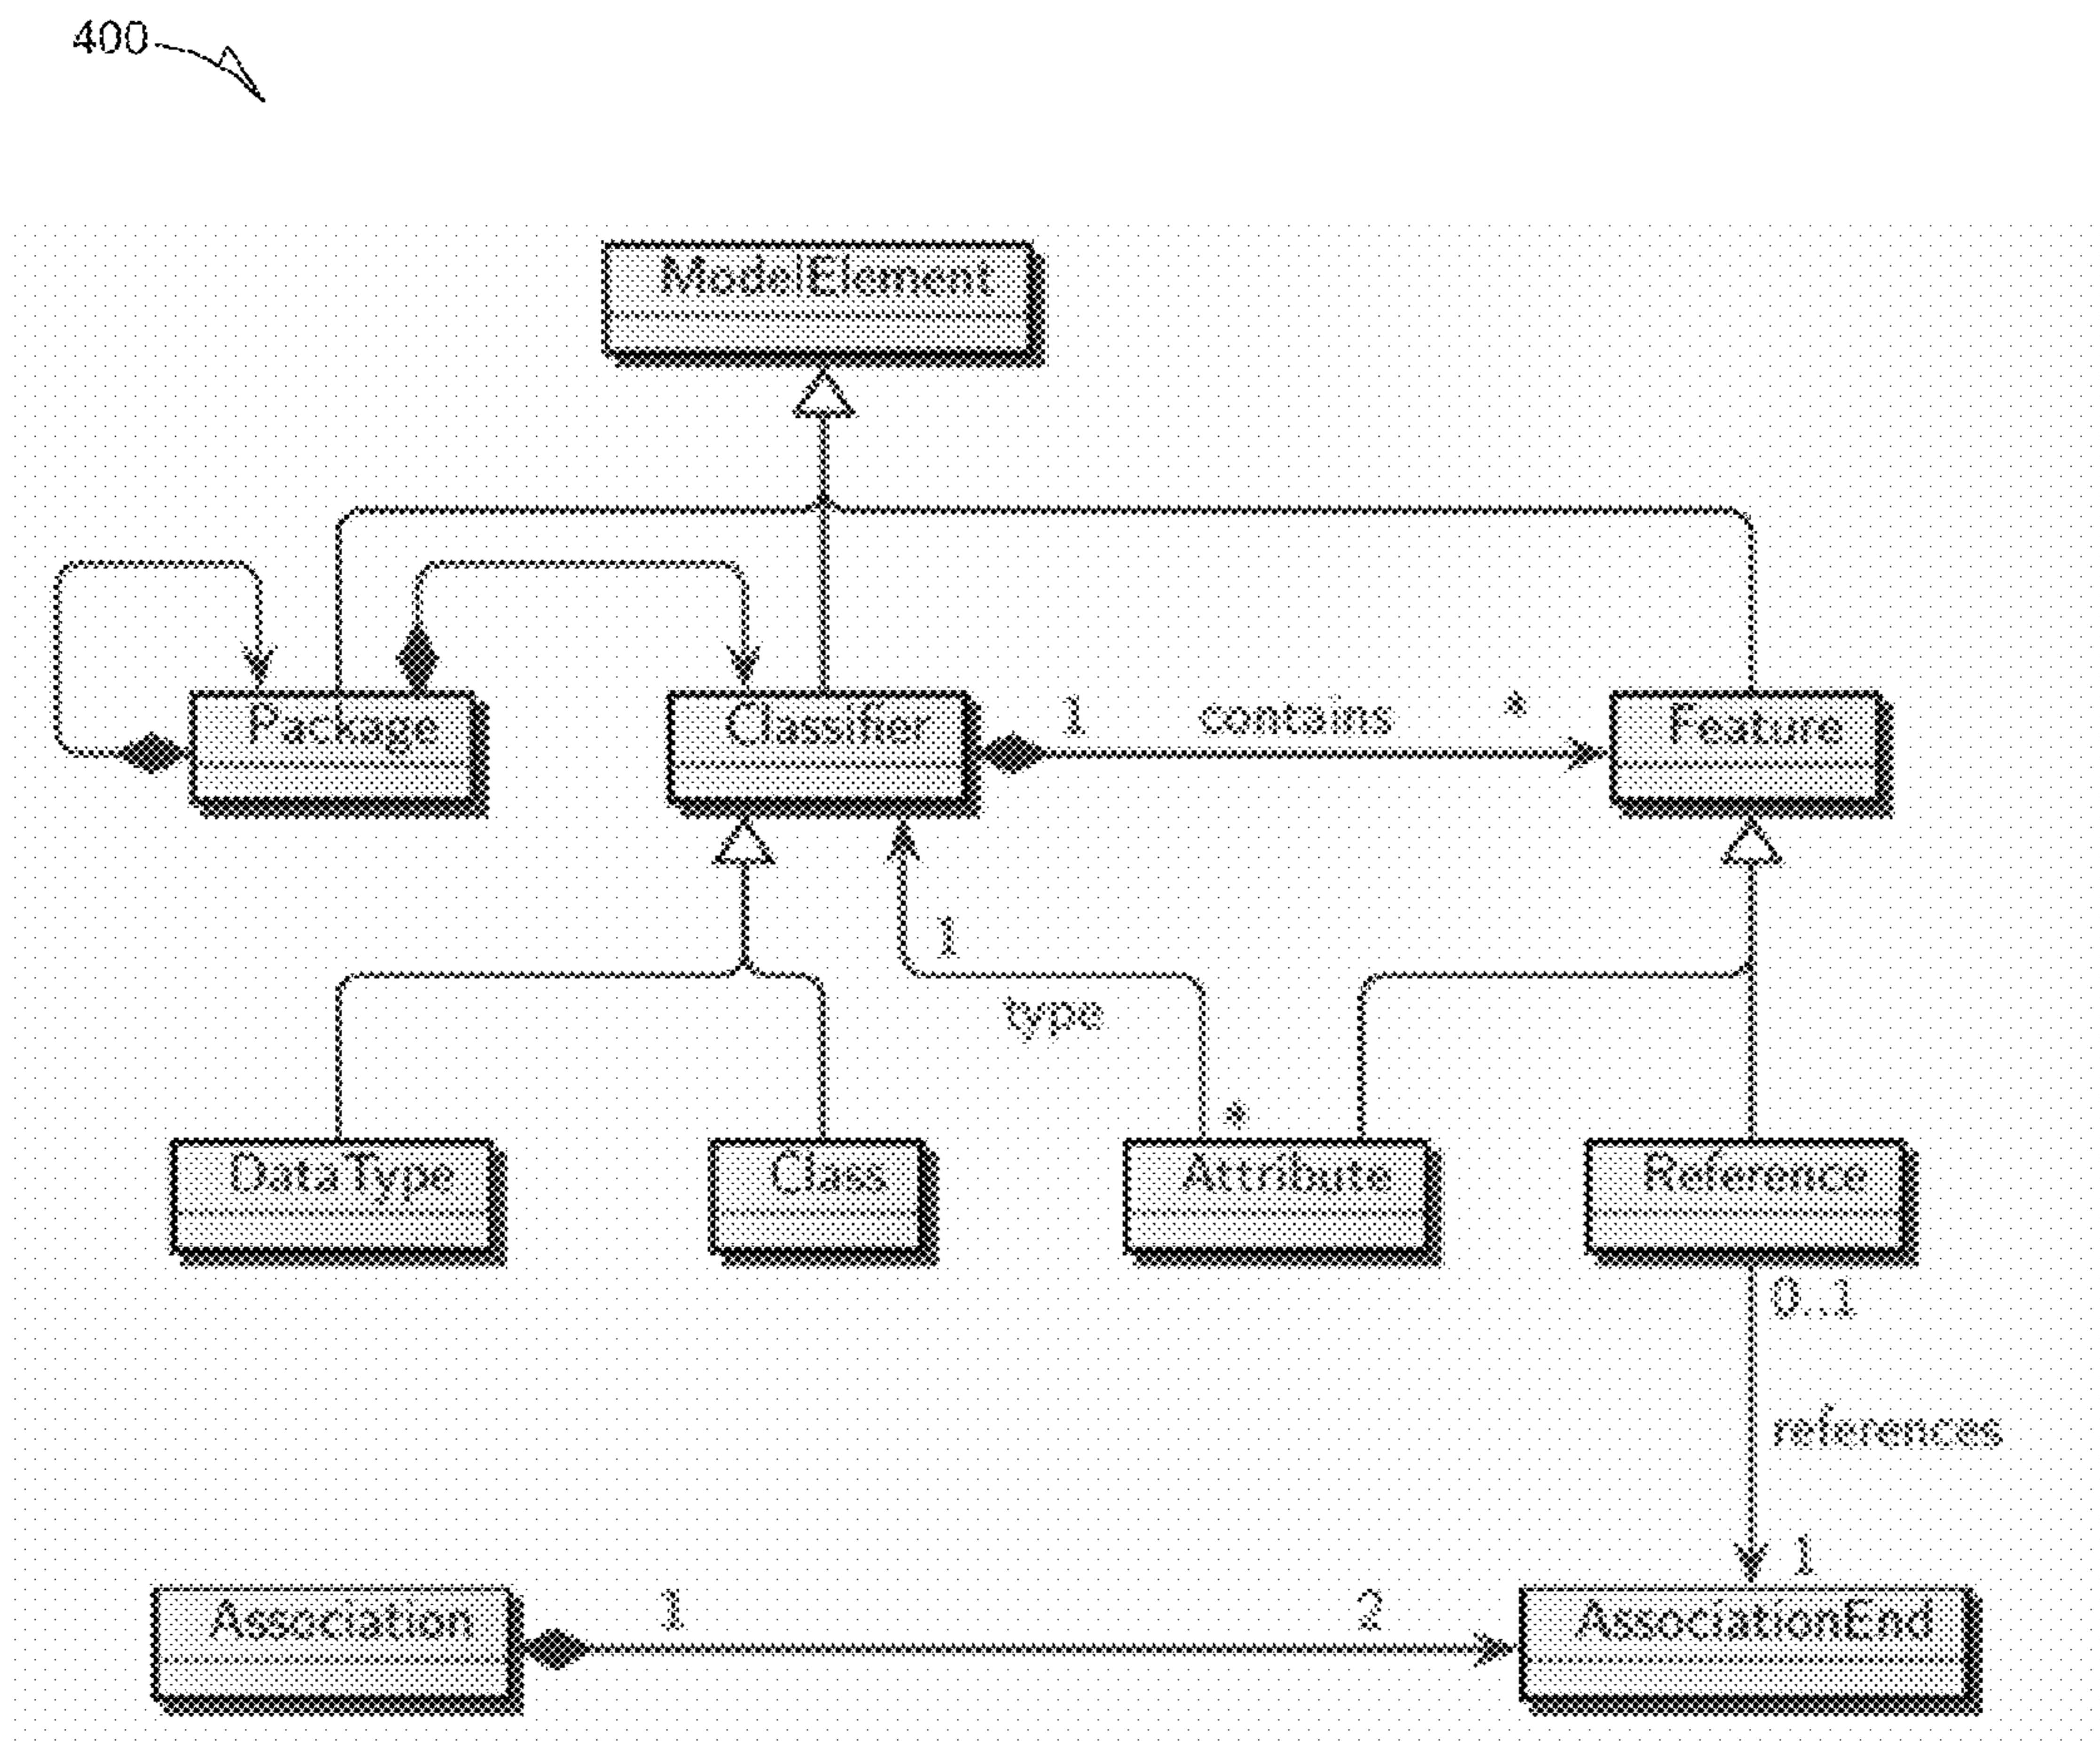 400
ModelElement
Package
Classifier
1 contains *
Feature
1
type
*
DataType
Class
Attribute
Reference
0..1
references
1
Association
1
2
AssociationEnd